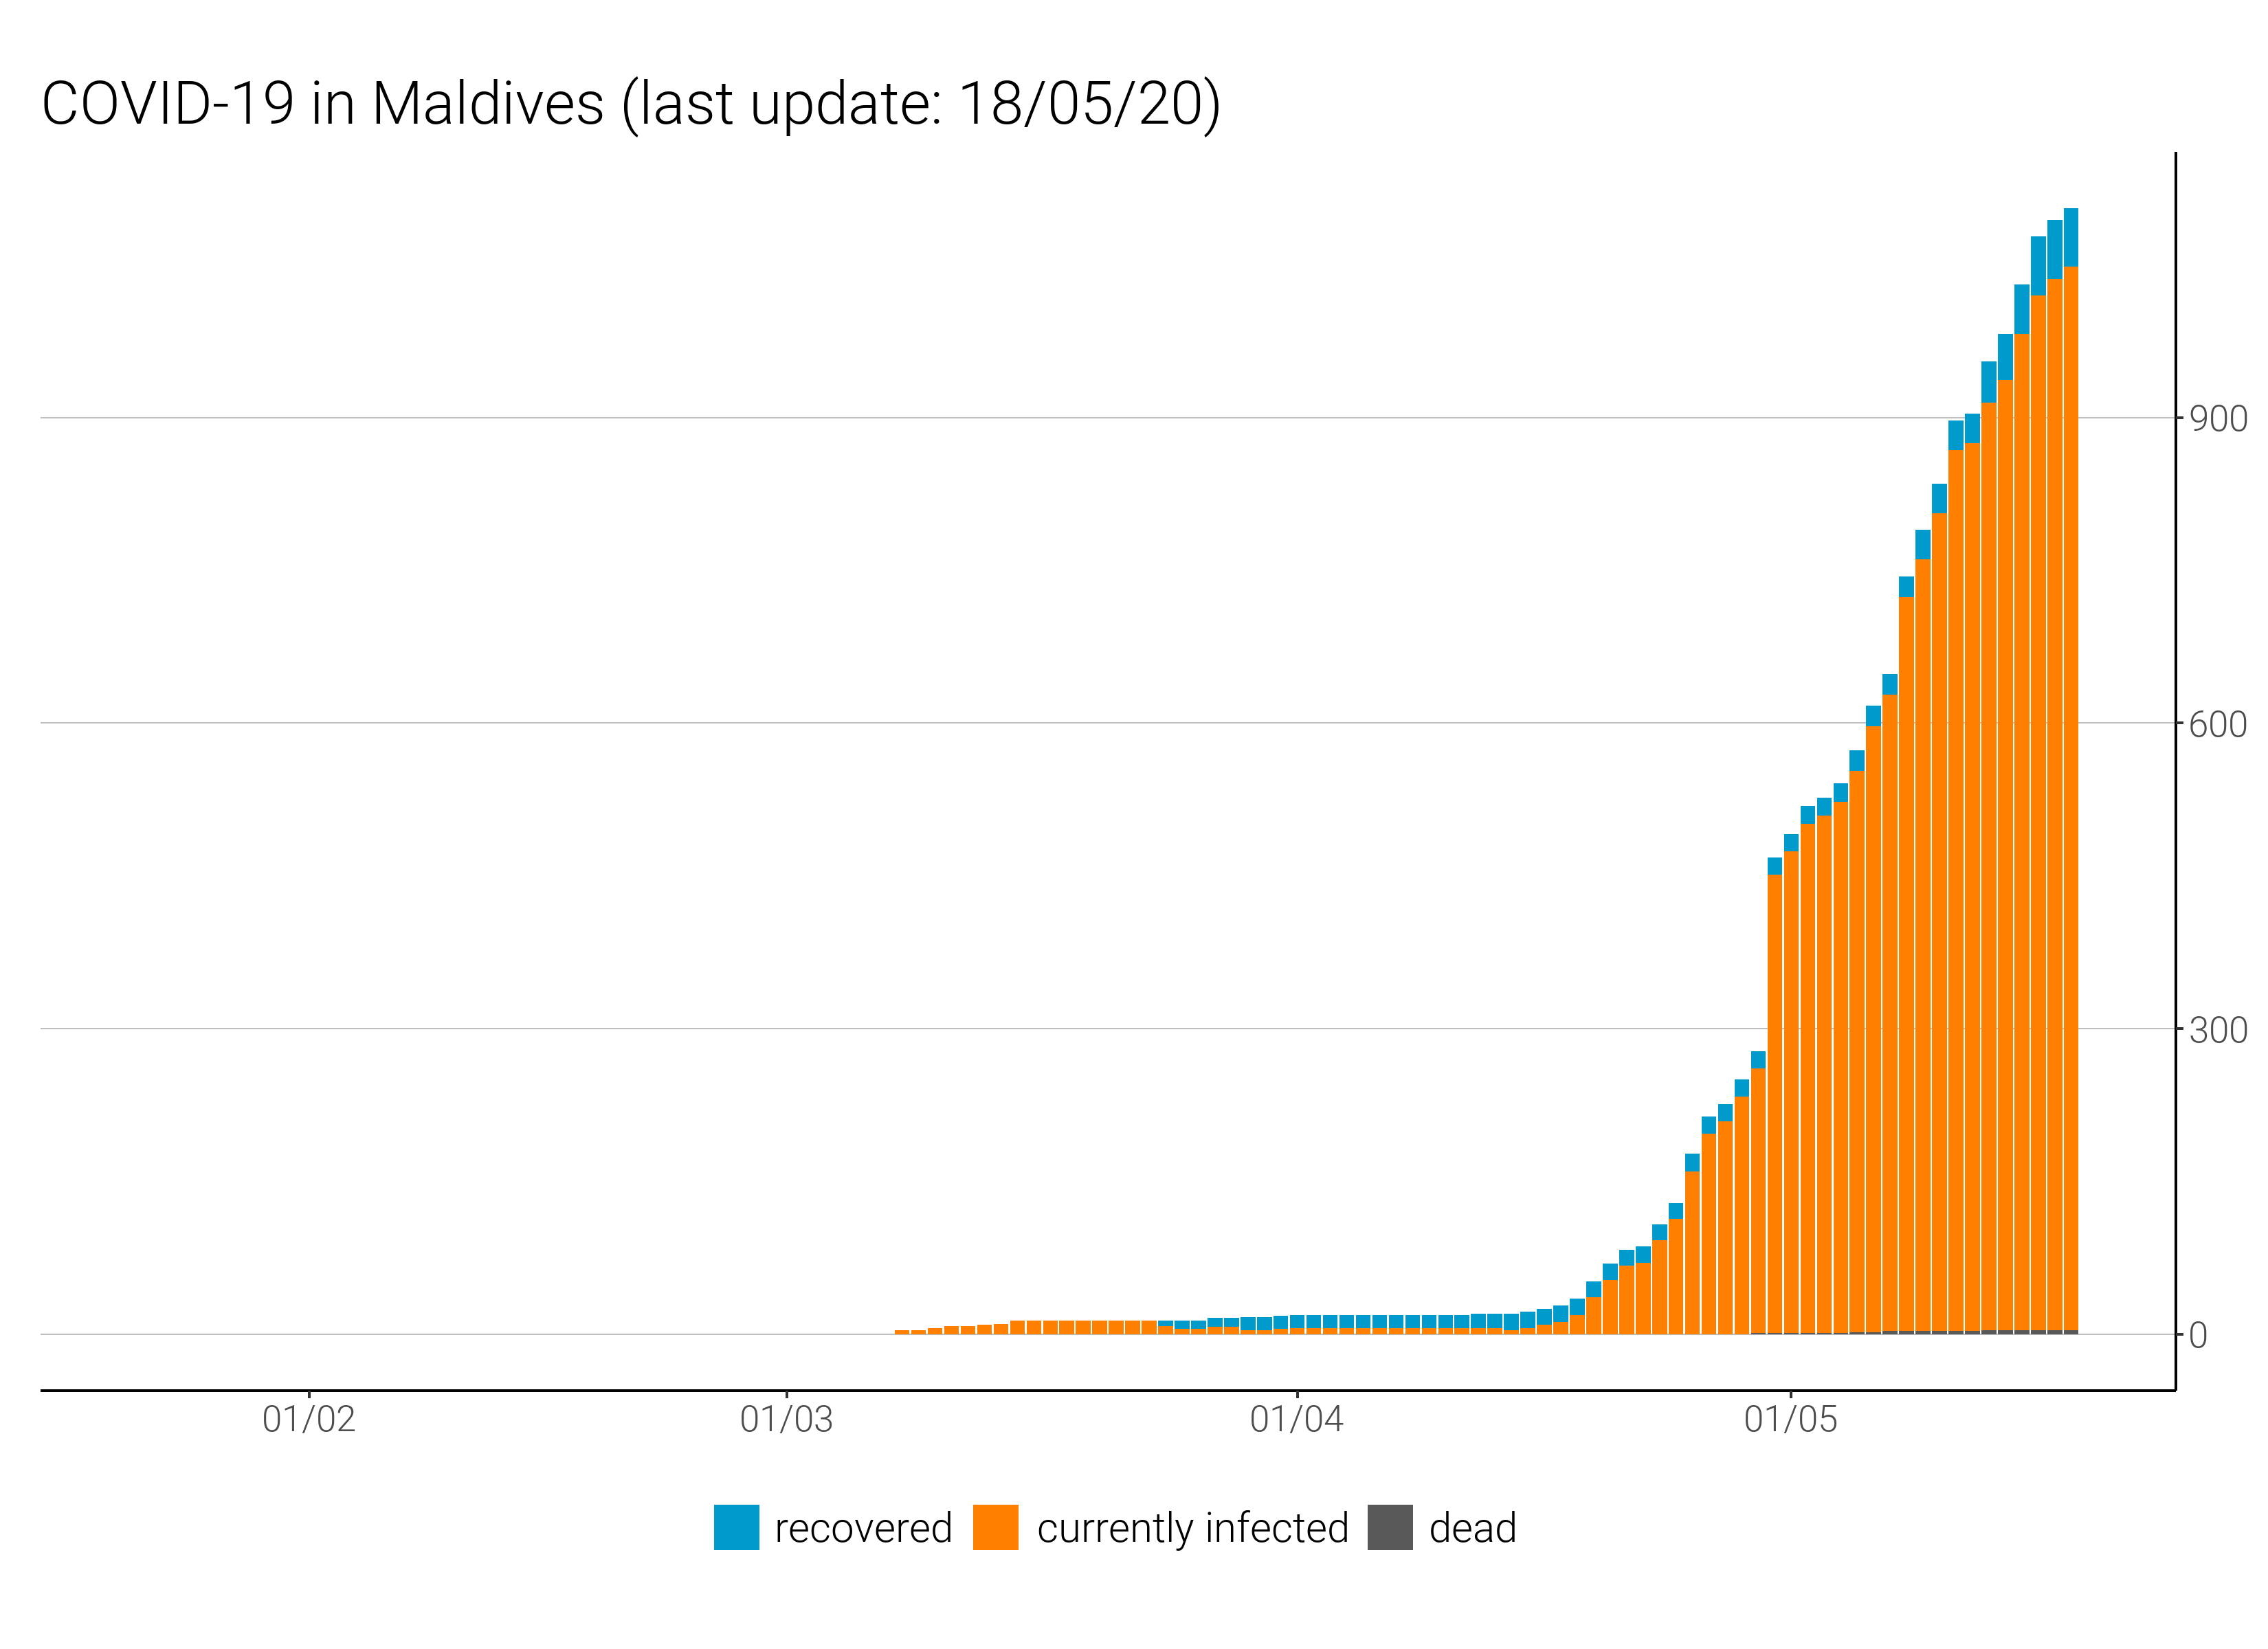 COVID-19 in Maldives (last update: 18/05/20)
900
600
300
0
01/02 01/03 01/04 01/05
recovered currently infected dead